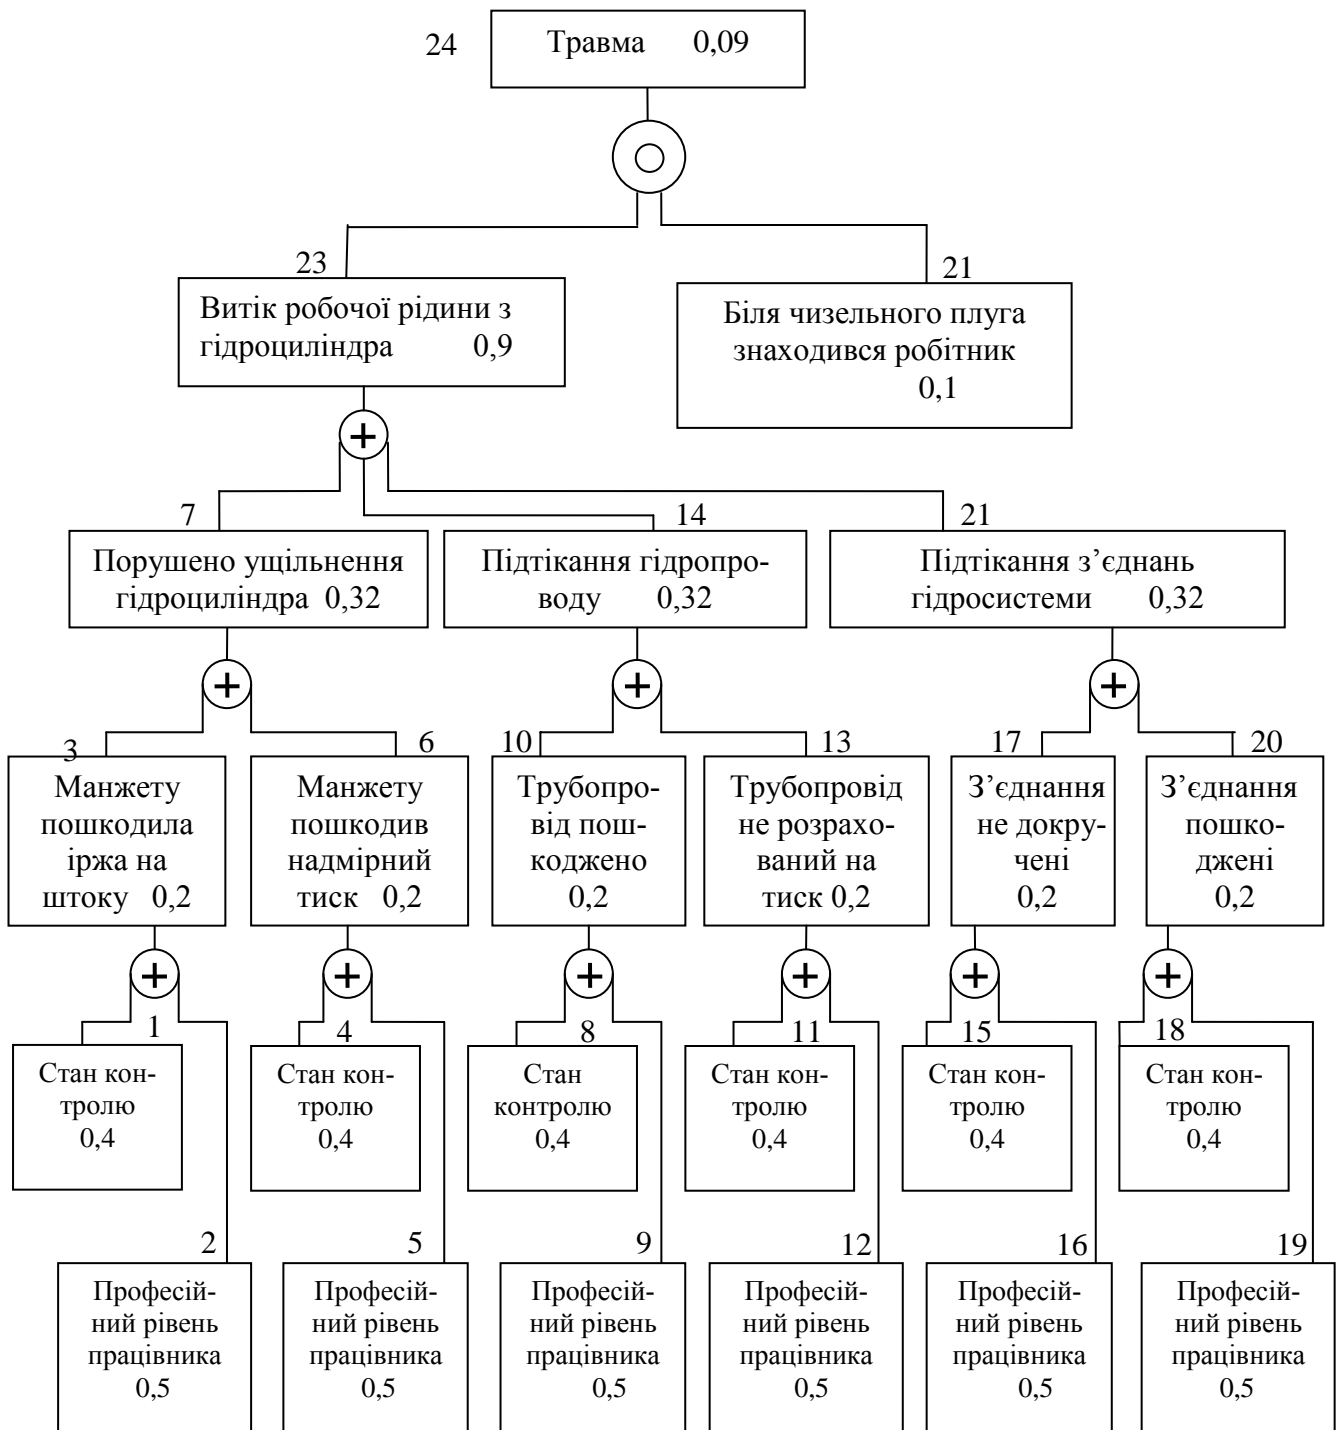 24
Травма 0,09
23
Витік робочої рідини з
гідроциліндра 0,9
21
Біля чизельного плуга
знаходився робітник
0,1
+
7
Порушено ущільнення
гідроциліндра 0,32
14
Підтікання гідропро-
воду 0,32
21
Підтікання з’єднань
гідросистеми 0,32
+
+
+
3
Манжету
пошкодила
іржа на
штоку 0,2
6
Манжету
пошкодив
надмірний
тиск 0,2
10
Трубопро-
від пош-
коджено
0,2
13
Трубопровід
не розрахо-
ваний на
тиск 0,2
17
З’єднання
не докру-
чені
0,2
20
З’єднання
пошко-
джені
0,2
+
+
+
+
+
+
1
Стан кон-
тролю
0,4
4
Стан кон-
тролю
0,4
8
Стан
контролю
0,4
11
Стан кон-
тролю
0,4
15
Стан кон-
тролю
0,4
18
Стан кон-
тролю
0,4
2
Професій-
ний рівень
працівника
0,5
5
Професій-
ний рівень
працівника
0,5
9
Професій-
ний рівень
працівника
0,5
12
Професій-
ний рівень
працівника
0,5
16
Професій-
ний рівень
працівника
0,5
19
Професій-
ний рівень
працівника
0,5